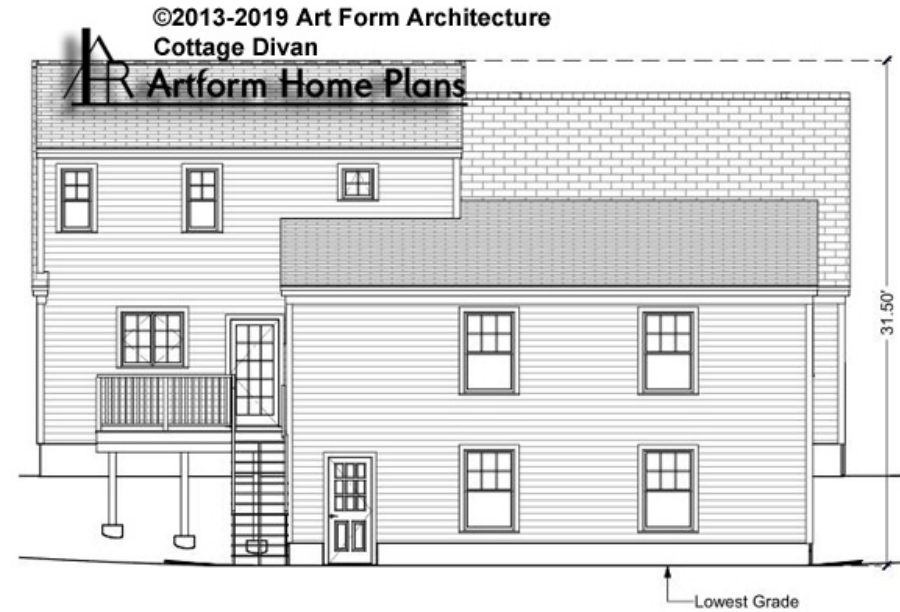 ©2013-2019 Art Form Architecture
Cottage Divan
Artform Home Plans
31.50'
Lowest Grade